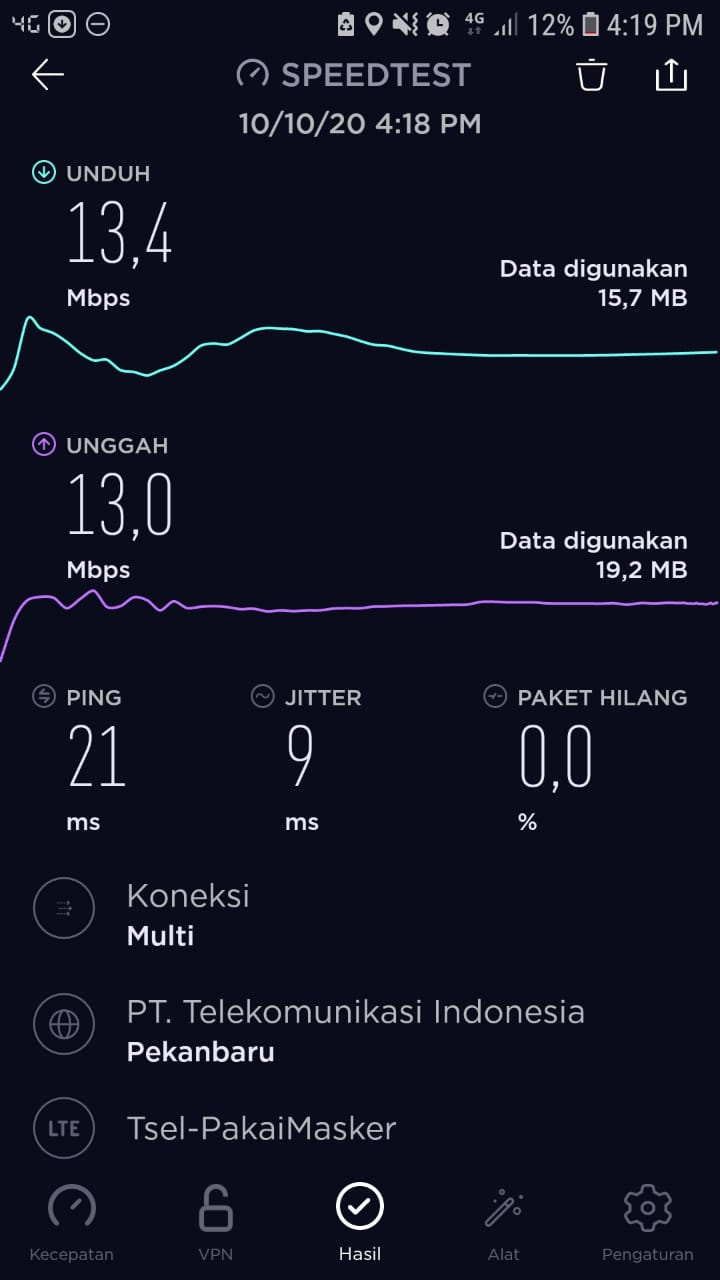 4G 4G 12% 4:19 PM
SPEEDTEST
10/10/20 4:18 PM
UNDUH
13,4
Mbps
Data digunakan
15,7 MB
UNGGAH
13,0
Mbps
Data digunakan
19,2 MB
PING JITTER PAKET HILANG
21 9 0,0
ms ms %
Koneksi
Multi
PT. Telekomunikasi Indonesia
Pekanbaru
LTE Tsel-PakaiMasker
Kecepatan VPN Hasil Alat Pengaturan